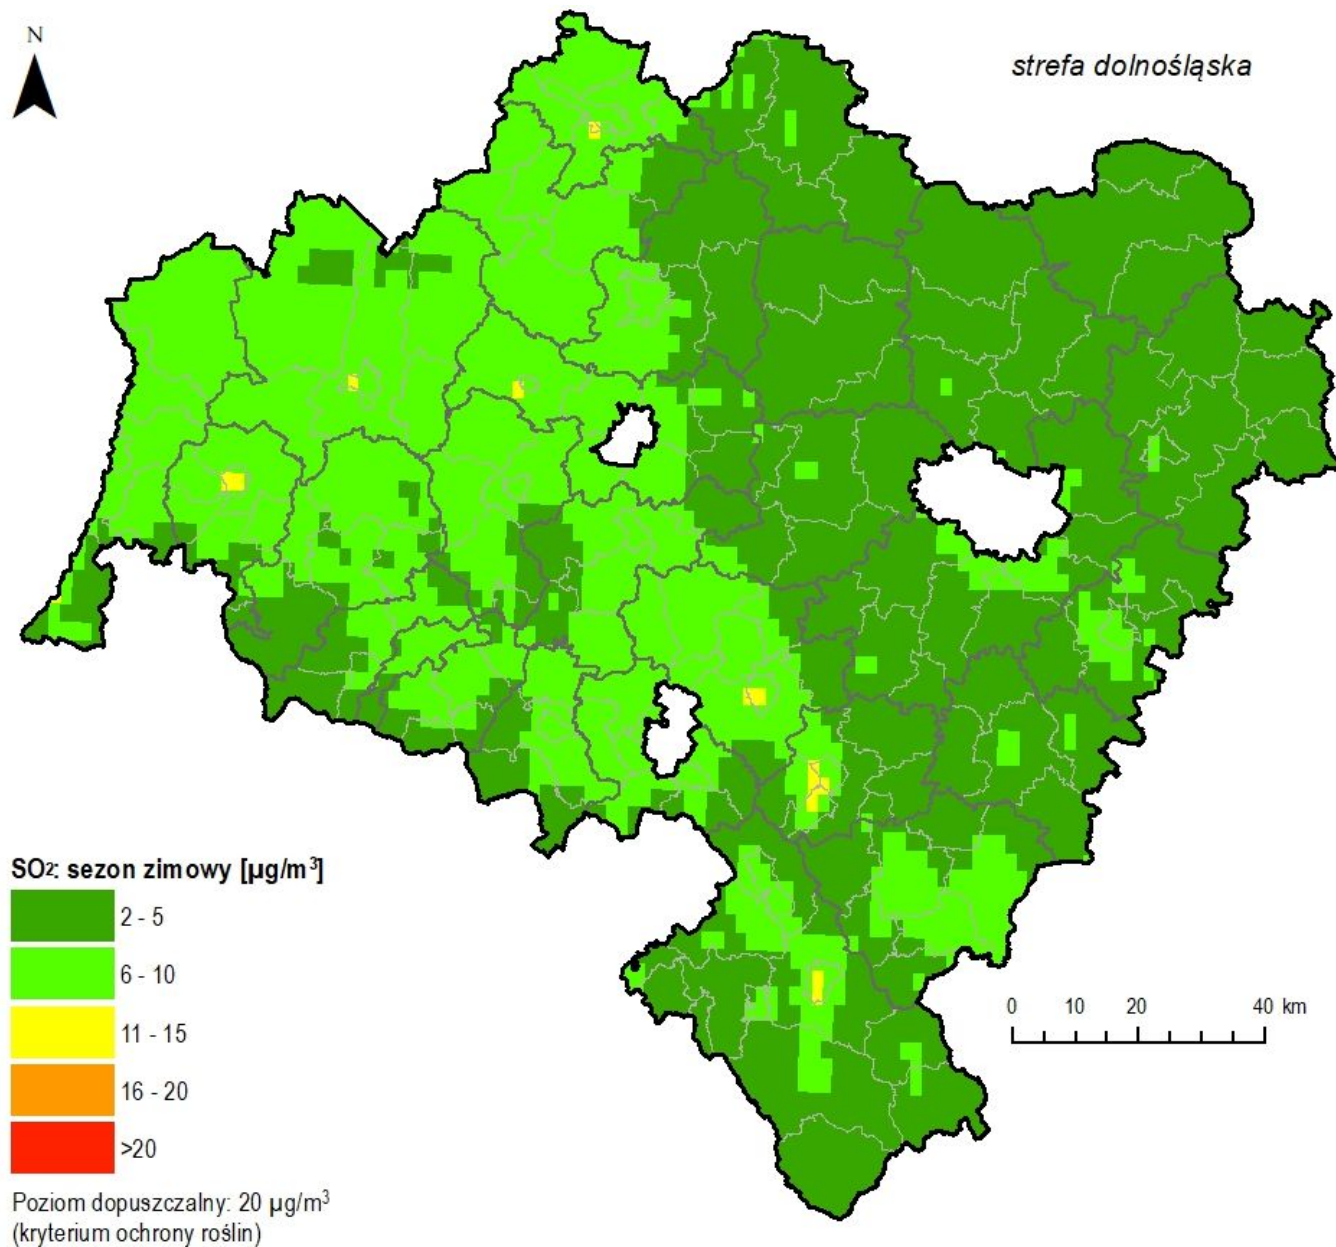 N
strefa dolnośląska
SO2: sezon zimowy [µg/m³]
2 - 5
6 - 10
11 - 15
16 - 20
>20
Poziom dopuszczalny: 20 µg/m³
(kryterium ochrony roślin)
0 10 20 40 km